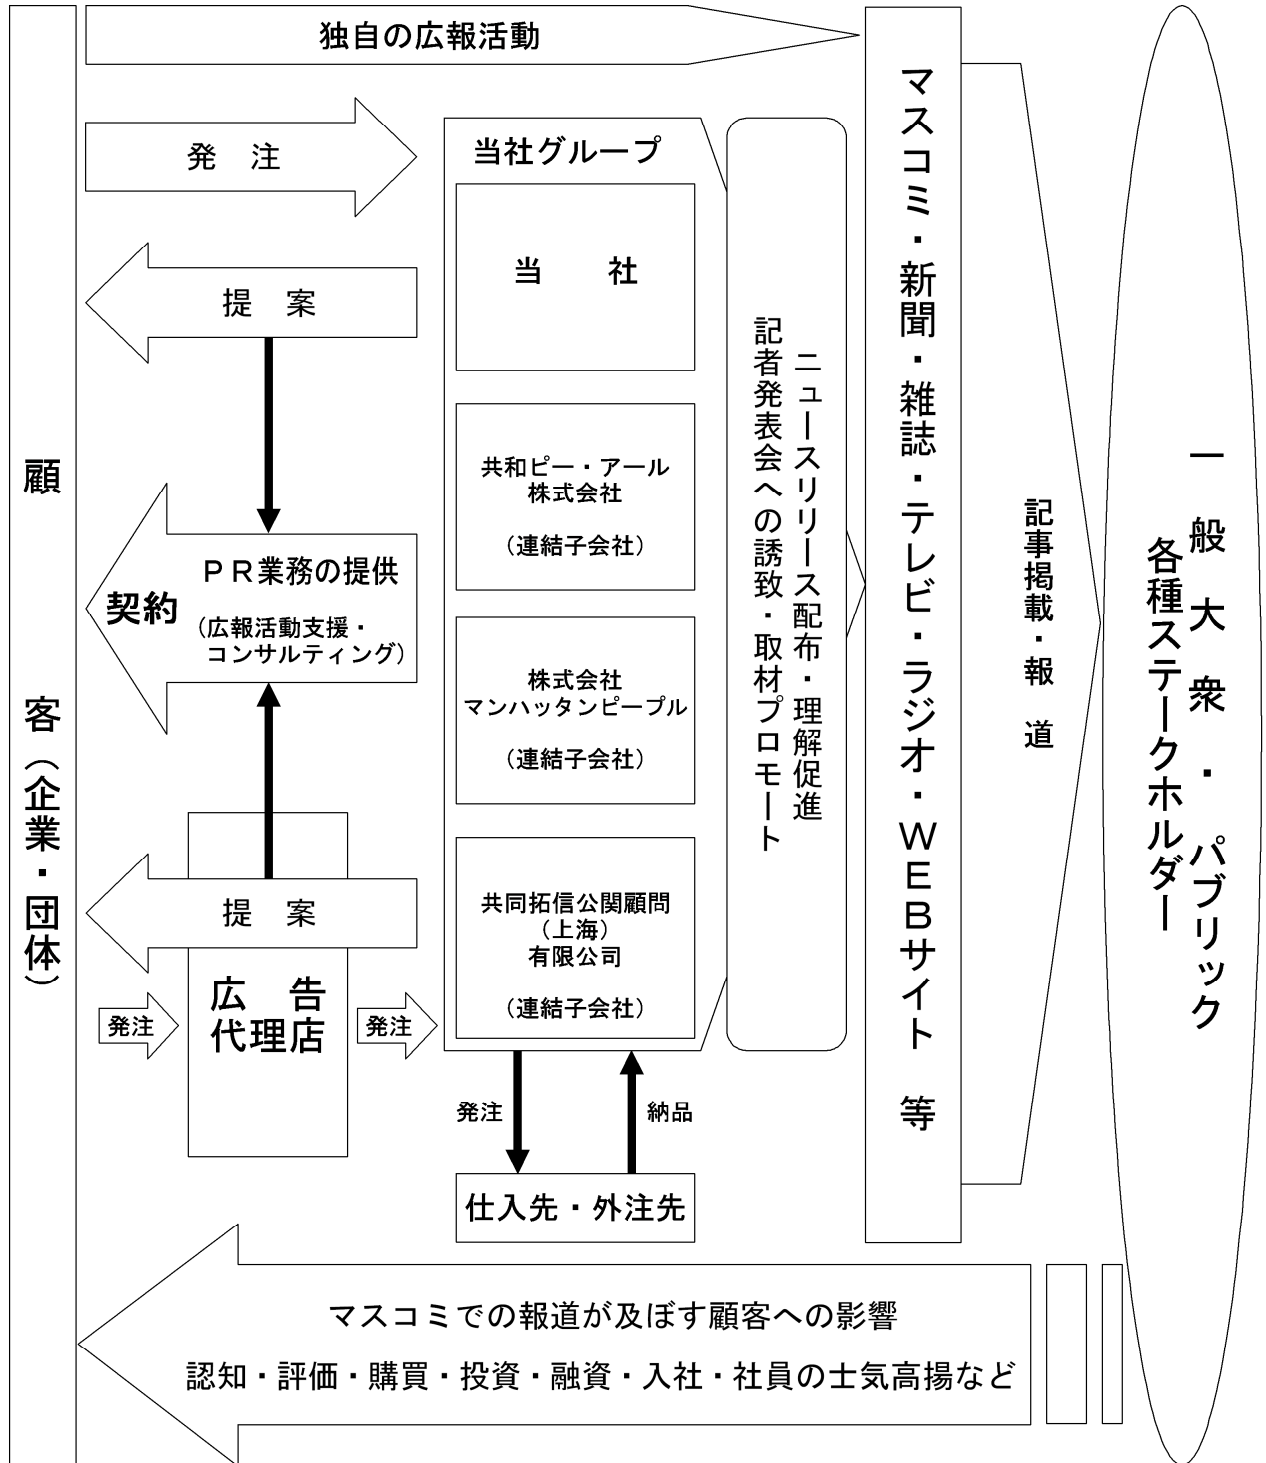 独自の広報活動
発　注
提　案
契約
ＰＲ業務の提供
（広報活動支援・
コンサルティング）
提　案
発注
広　告
代理店
発注
顧　客（企業・団体）
当社グループ
当　社
共和ピー・アール
株式会社
（連結子会社）
株式会社
マンハッタンピープル
（連結子会社）
共同拓信公関顧問
（上海）
有限公司
（連結子会社）
発注
納品
仕入先・外注先
ニュースリリース配布・理解促進
記者発表会への誘致・取材プロモート
マスコミ・新聞・雑誌・テレビ・ラジオ・ＷＥＢサイト　等
記事掲載・報道
一般大衆・パブリック
各種ステークホルダー
マスコミでの報道が及ぼす顧客への影響
認知・評価・購買・投資・融資・入社・社員の士気高揚など